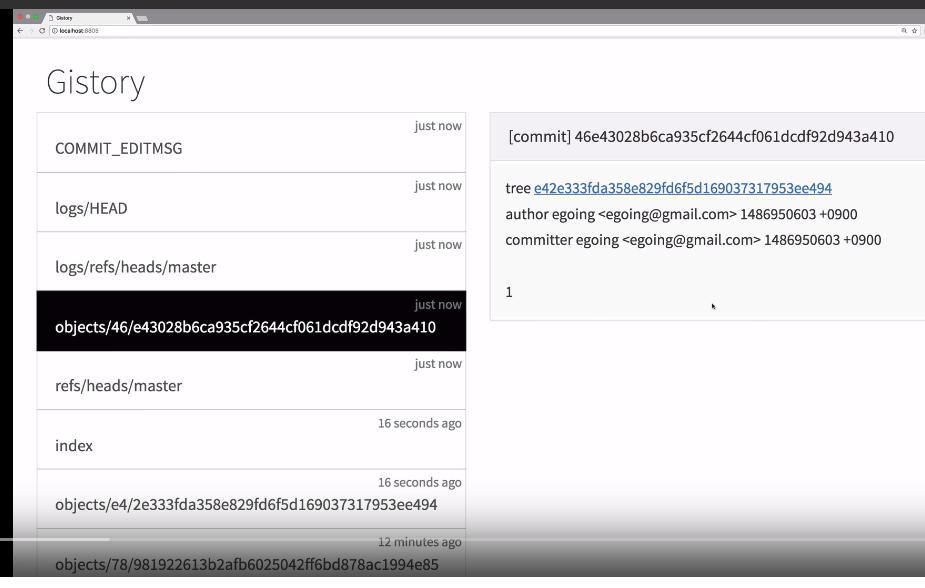 Gistory
localhost:8805
Gistory
just now
COMMIT_EDITMSG
just now
logs/HEAD
just now
logs/refs/heads/master
just now
objects/46/e43028b6ca935cf2644cf061dcdf92d943a410
just now
refs/heads/master
16 seconds ago
index
16 seconds ago
objects/e4/2e333fda358e829fd6f5d169037317953ee494
12 minutes ago
objects/78/981922613b2afb6025042ff6bd878ac1994e85
[commit] 46e43028b6ca935cf2644cf061dcdf92d943a410
tree e42e333fda358e829fd6f5d169037317953ee494
author egoing <egoing@gmail.com> 1486950603 +0900
committer egoing <egoing@gmail.com> 1486950603 +0900
1